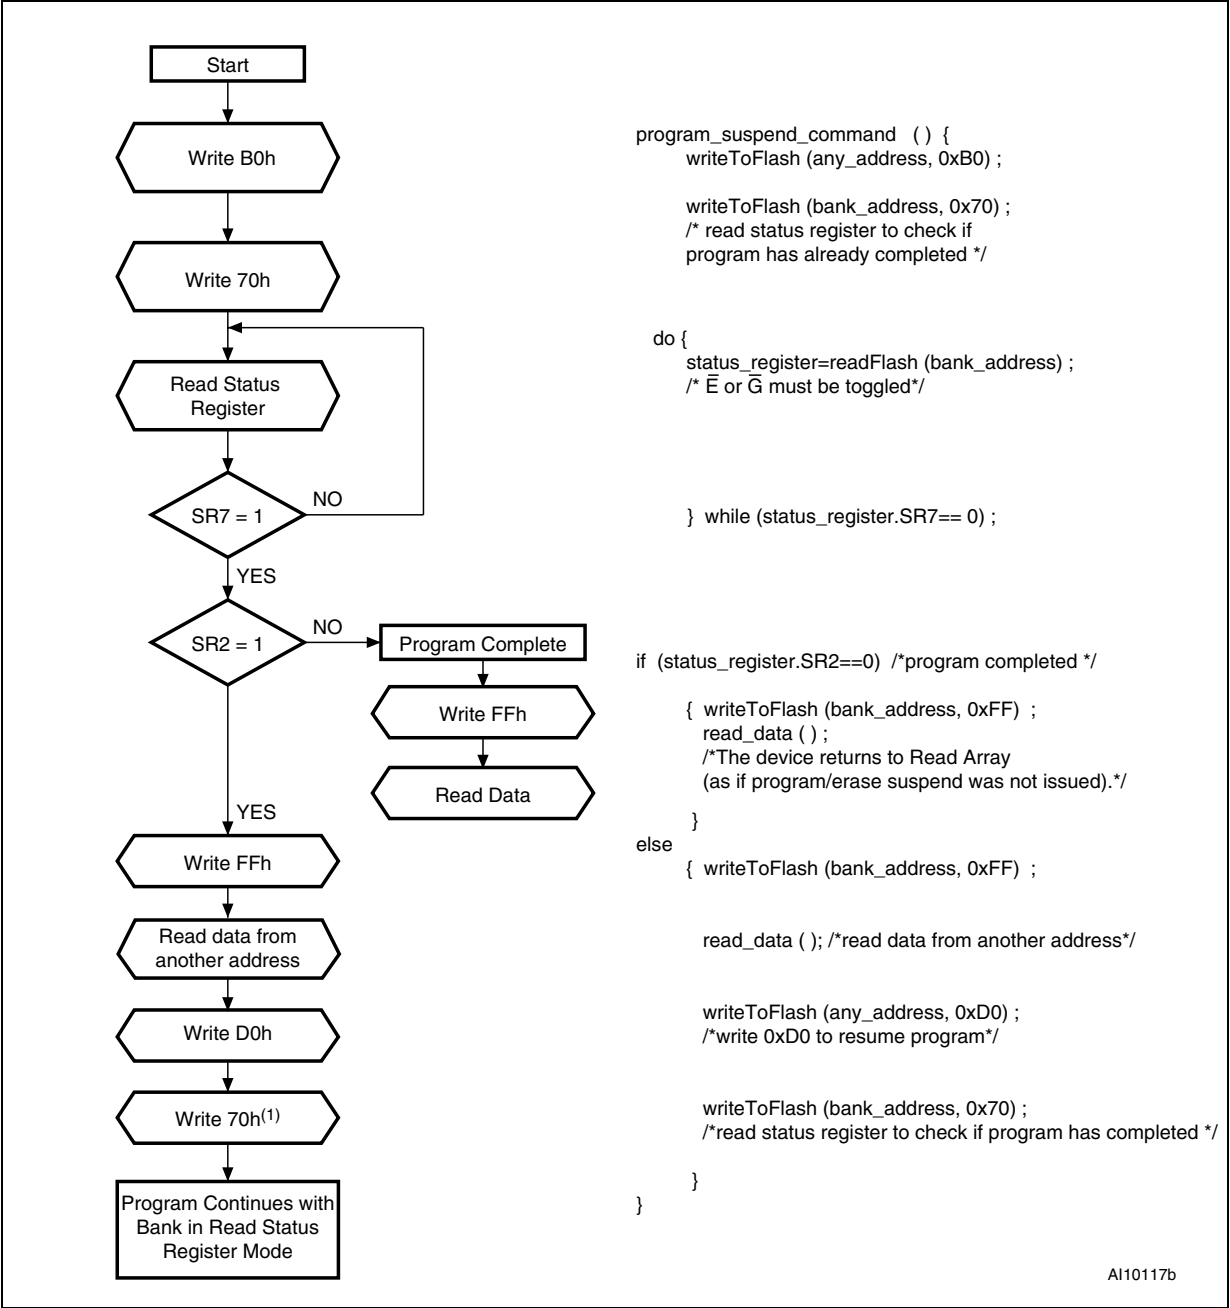 Start
Write B0h
Write 70h
Read Status
Register
SR7 = 1
NO
YES
SR2 = 1
NO
Program Complete
Write FFh
Read Data
YES
Write FFh
Read data from
another address
Write D0h
Write 70h(1)
Program Continues with
Bank in Read Status
Register Mode
program_suspend_command ( ) {
writeToFlash (any_address, 0xB0) ;
writeToFlash (bank_address, 0x70) ;
/* read status register to check if
program has already completed */
do {
status_register=readFlash (bank_address) ;
/* E̅ or G̅ must be toggled*/
} while (status_register.SR7== 0) ;
if (status_register.SR2==0) /*program completed */
{ writeToFlash (bank_address, 0xFF) ;
read_data ( ) ;
/*The device returns to Read Array
(as if program/erase suspend was not issued).*/
}
else
{ writeToFlash (bank_address, 0xFF) ;
read_data ( ); /*read data from another address*/
writeToFlash (any_address, 0xD0) ;
/*write 0xD0 to resume program*/
writeToFlash (bank_address, 0x70) ;
/*read status register to check if program has completed */
}
}
AI10117b